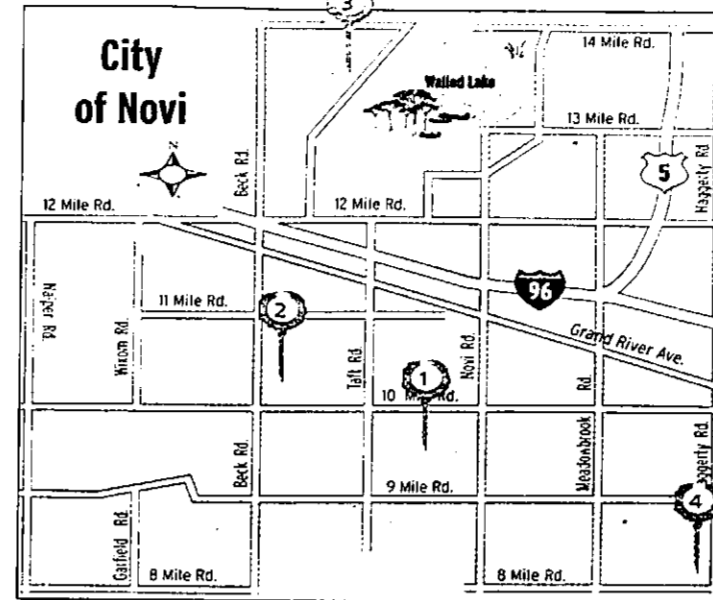 3
City
of Novi
14 Mile Rd.
Walled Lake
13 Mile Rd.
N
Beck Rd.
5
Haggerty Rd.
12 Mile Rd.
12 Mile Rd.
96
11 Mile Rd.
2
Napier Rd.
Wixom Rd.
Taft Rd.
Novi Rd.
Grand River Ave.
1
10 M Rd.
Rd.
Meadowbrook
Beck Rd.
9 Mile Rd.
aggerty Rd.
4
Garfield Rd.
8 Mile Rd.
8 Mile Rd.